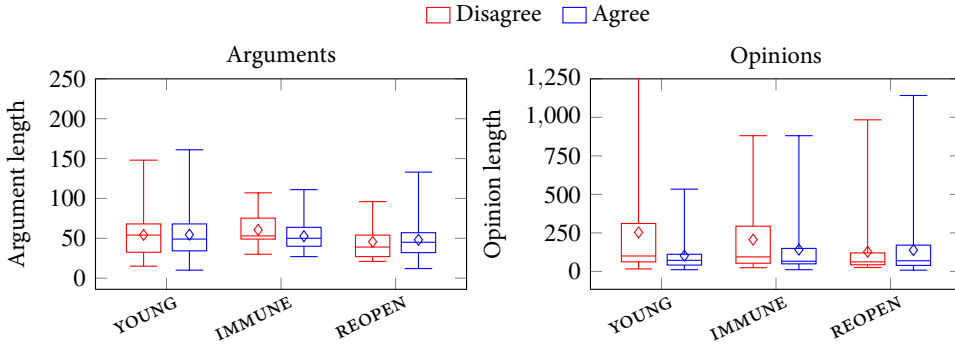 Disagree Agree
Arguments
Argument length
250
200
150
100
50
0
YOUNG IMMUNE REOPEN
Opinions
Opinion length
1,250
1,000
750
500
250
0
YOUNG IMMUNE REOPEN